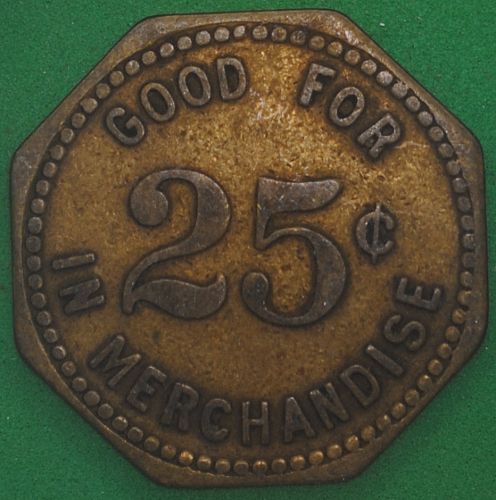 GOOD FOR
25¢
IN MERCHANDISE